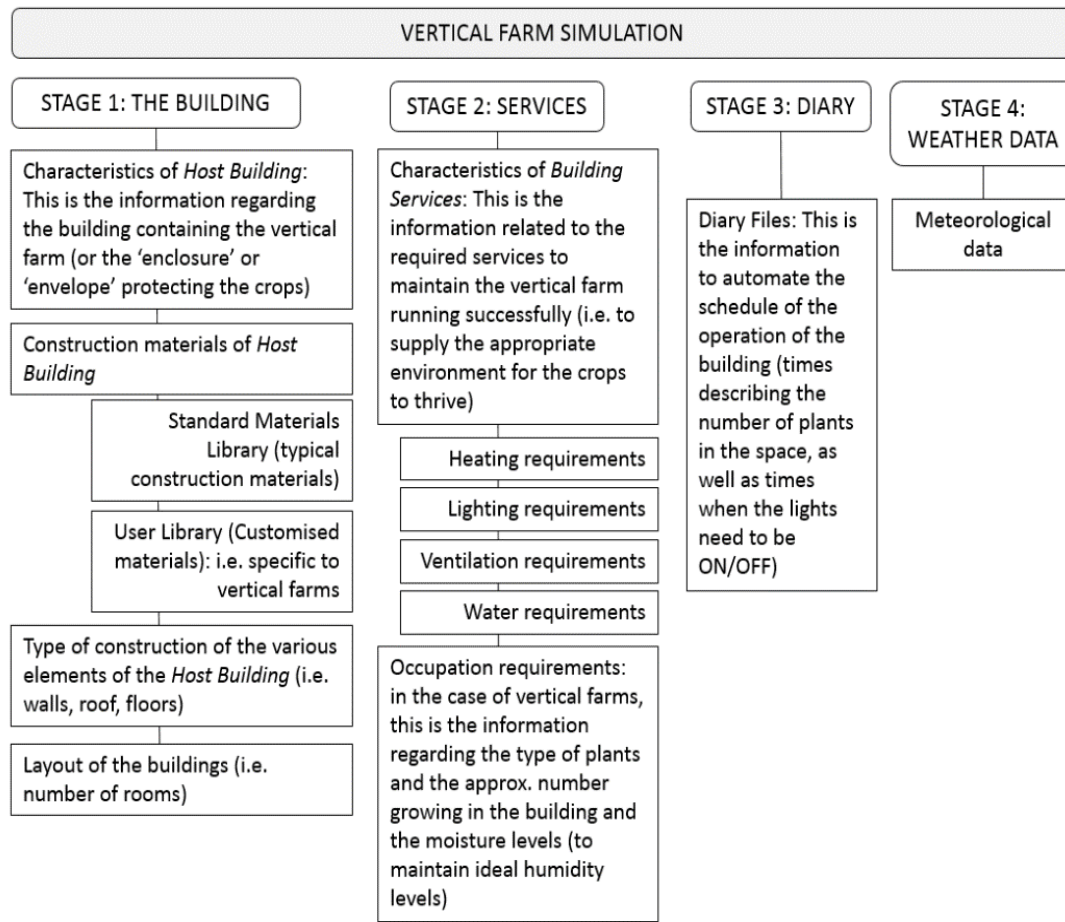 VERTICAL FARM SIMULATION
STAGE 1: THE BUILDING
Characteristics of Host Building:
This is the information regarding
the building containing the vertical
farm (or the ‘enclosure’ or
‘envelope’ protecting the crops)
Construction materials of Host
Building
Standard Materials
Library (typical
construction materials)
User Library (Customised
materials): i.e. specific to
vertical farms
Type of construction of the various
elements of the Host Building (i.e.
walls, roof, floors)
Layout of the buildings (i.e.
number of rooms)
STAGE 2: SERVICES
Characteristics of Building
Services: This is the
information related to the
required services to
maintain the vertical farm
running successfully (i.e. to
supply the appropriate
environment for the crops
to thrive)
Heating requirements
Lighting requirements
Ventilation requirements
Water requirements
Occupation requirements:
in the case of vertical farms,
this is the information
regarding the type of plants
and the approx. number
growing in the building and
the moisture levels (to
maintain ideal humidity
levels)
STAGE 3: DIARY
Diary Files: This is
the information
to automate the
schedule of the
operation of the
building (times
describing the
number of plants
in the space, as
well as times
when the lights
need to be
ON/OFF)
STAGE 4:
WEATHER DATA
Meteorological
data